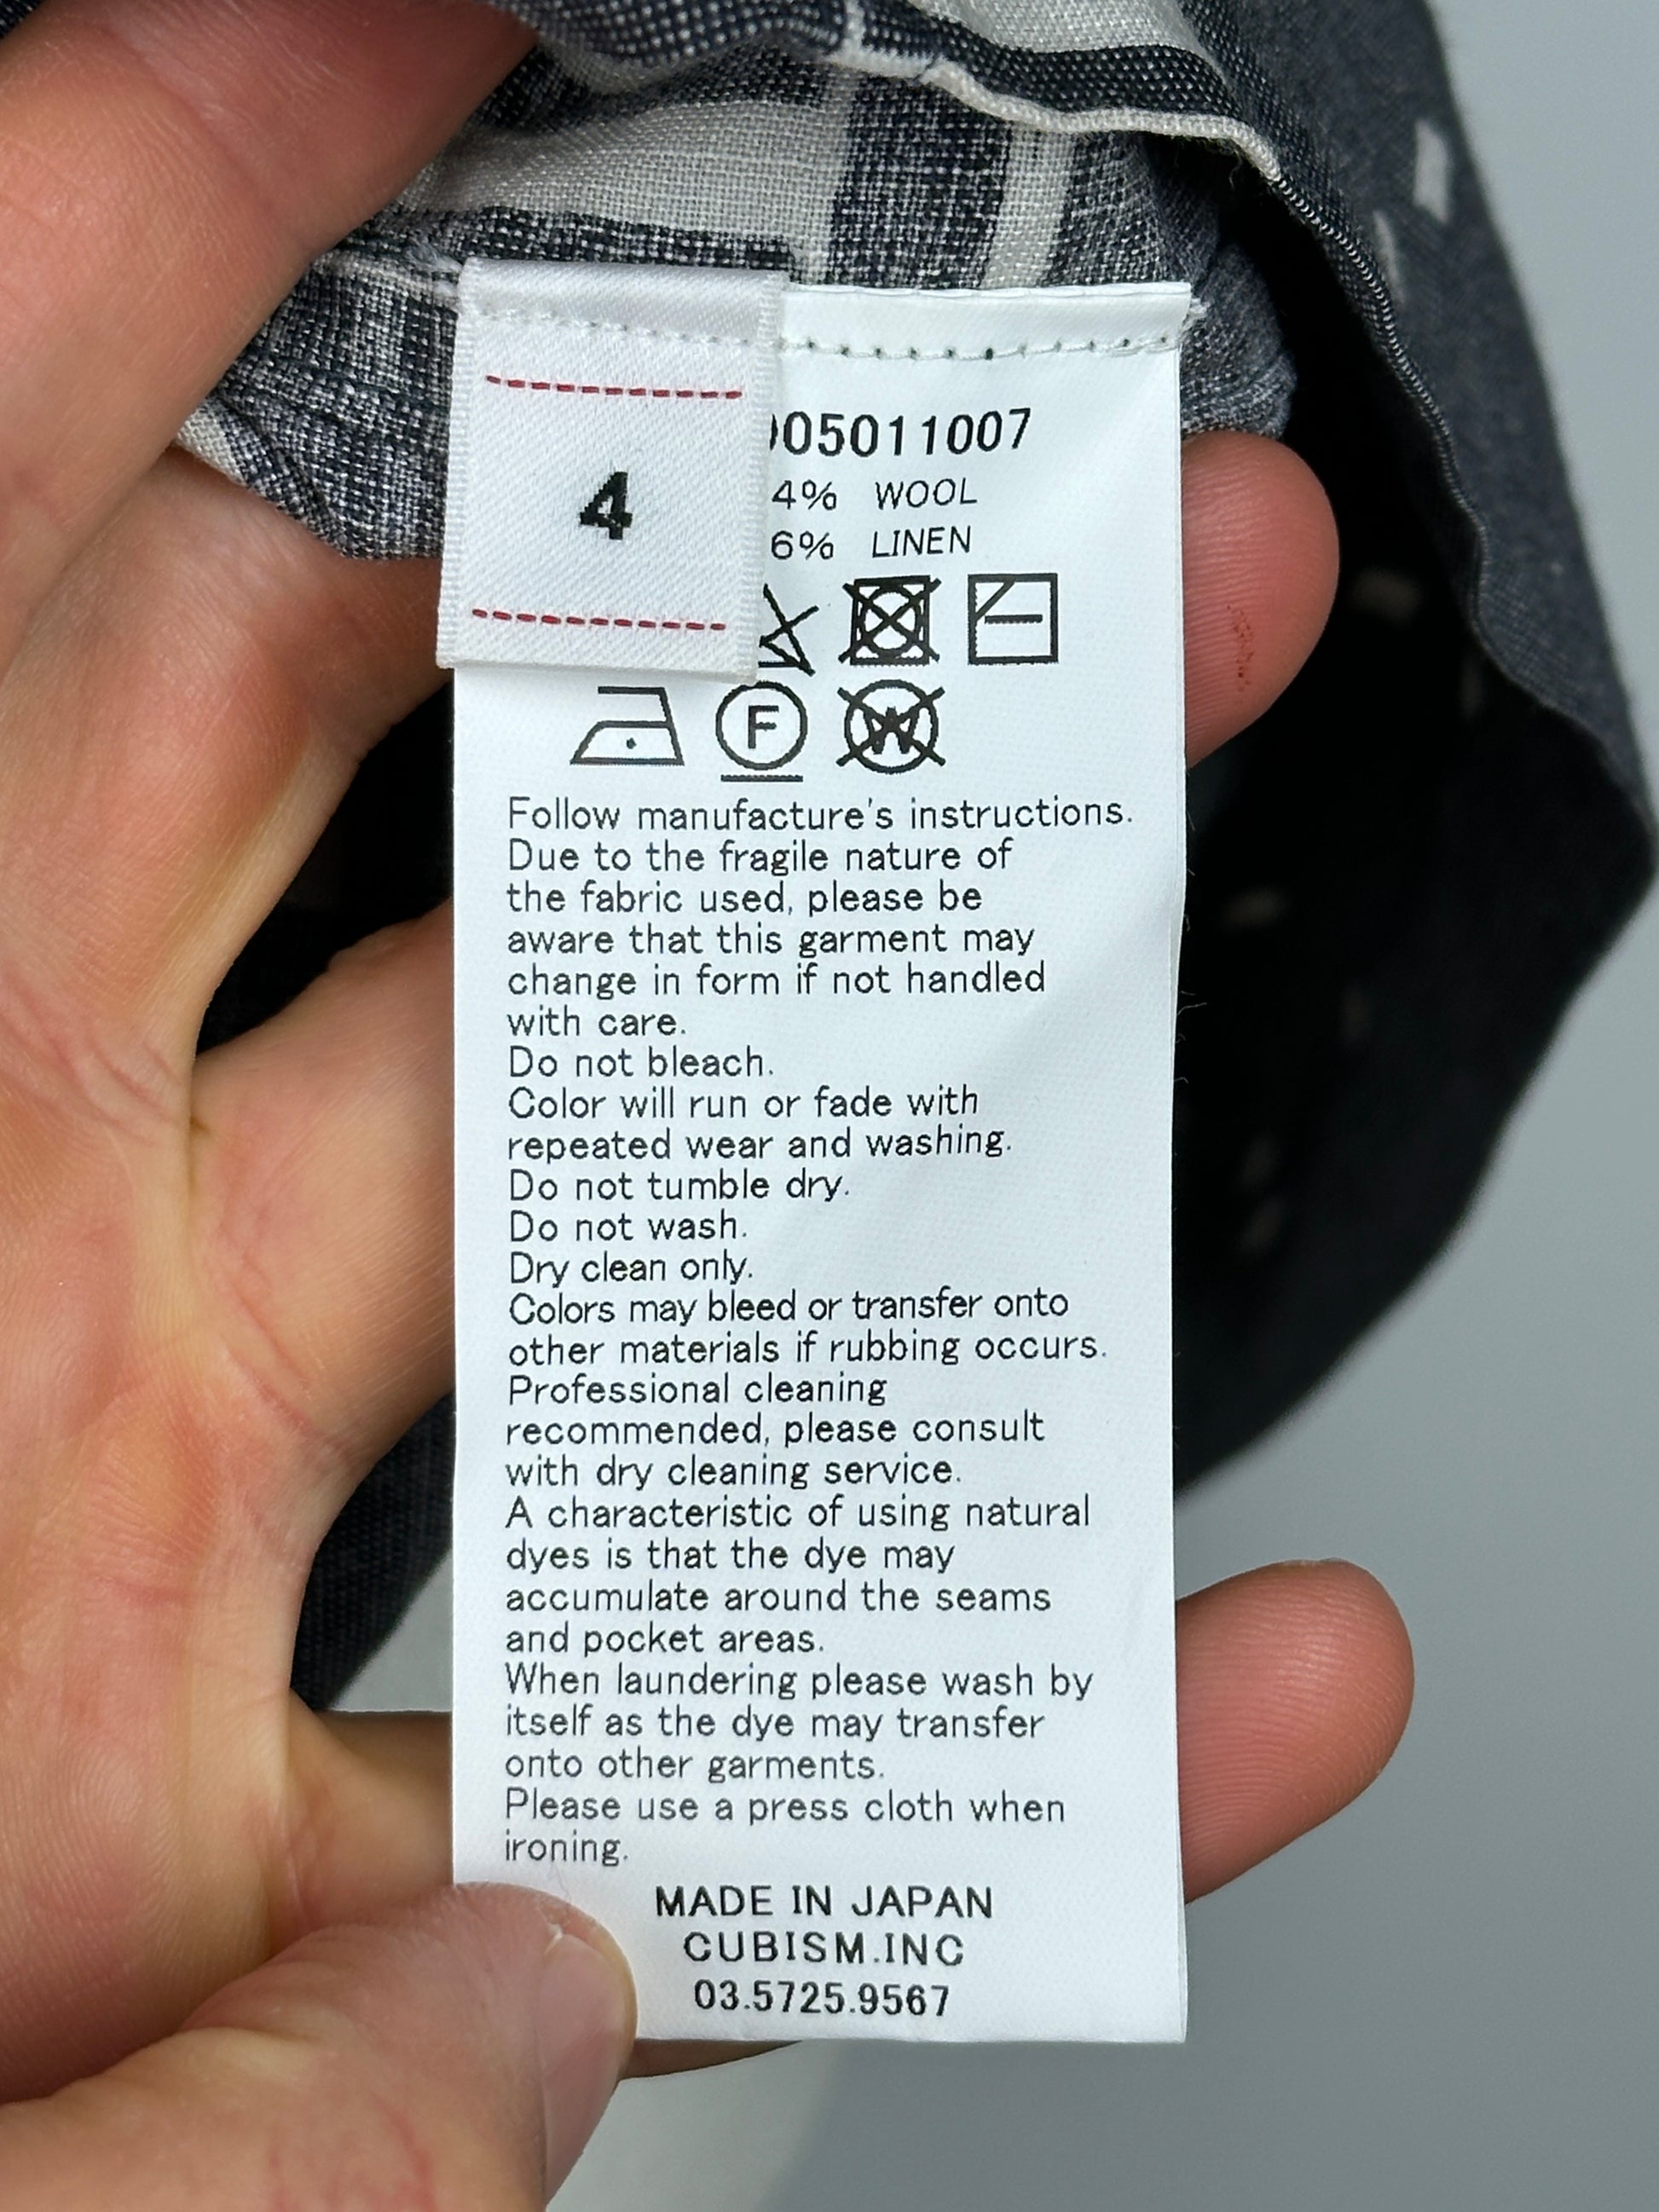 4
05011007
4% WOOL
6% LINEN
F
W
Follow manufacture's instructions.
Due to the fragile nature of
the fabric used, please be
aware that this garment may
change in form if not handled
with care.
Do not bleach.
Color will run or fade with
repeated wear and washing.
Do not tumble dry.
Do not wash.
Dry clean only.
Colors may bleed or transfer onto
other materials if rubbing occurs.
Professional cleaning
recommended, please consult
with dry cleaning service.
A characteristic of using natural
dyes is that the dye may
accumulate around the seams
and pocket areas.
When laundering please wash by
itself as the dye may transfer
onto other garments.
Please use a press cloth when
ironing.
MADE IN JAPAN
CUBISM.INC
03.5725.9567